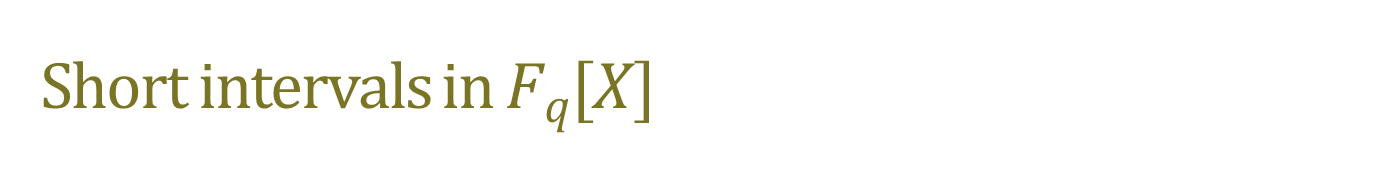 Short intervals in $F_q[X]$